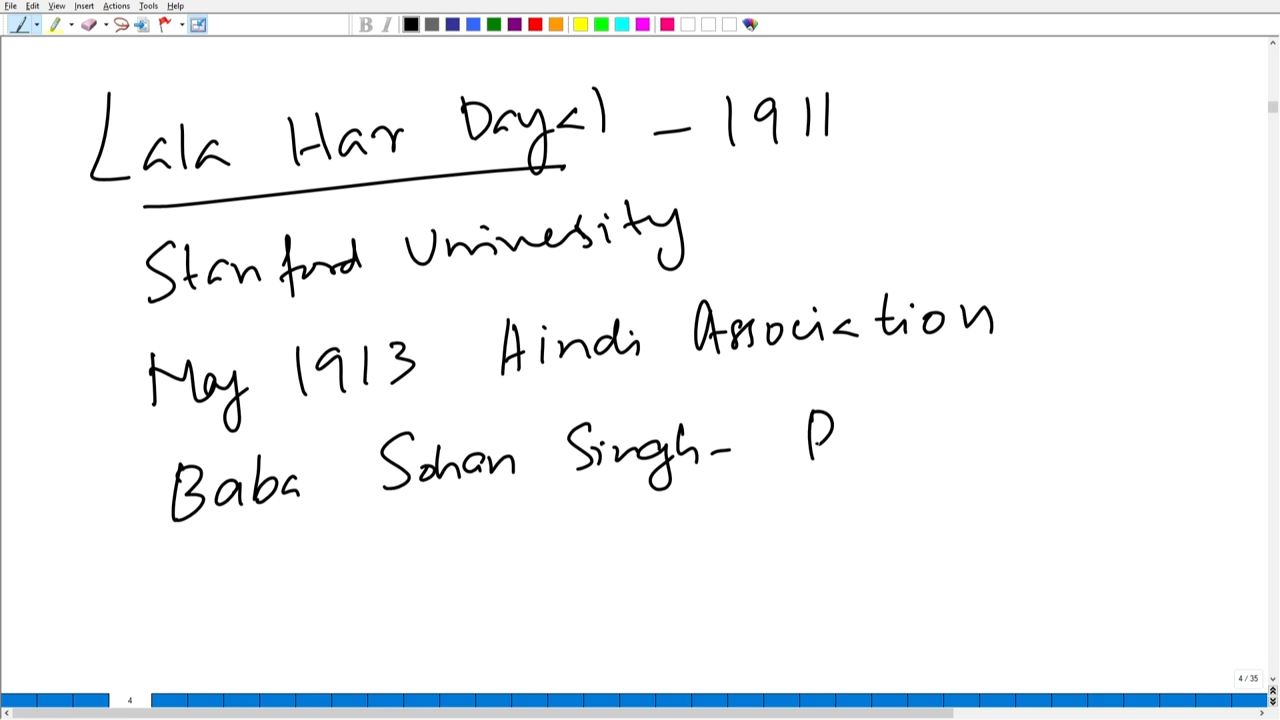 File Edit View Insert Actions Tools Help
B I
Lala Har Dayal - 1911
Stanford University
May 1913 Hindi Association
Baba Sohan Singh - P
4 / 35
4